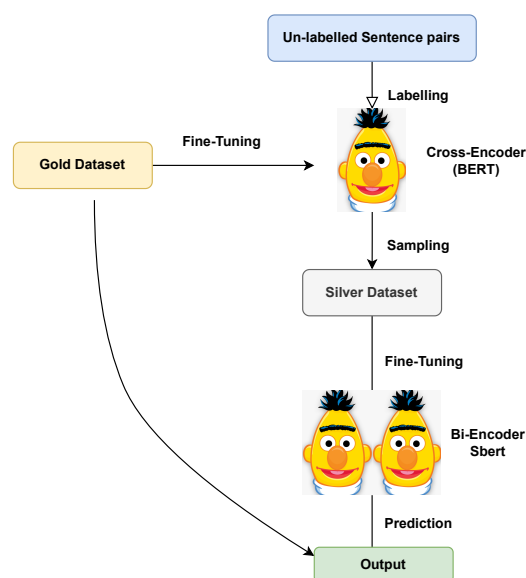 Un-labelled Sentence pairs
Labelling
Fine-Tuning
Gold Dataset
Cross-Encoder
(BERT)
Sampling
Silver Dataset
Fine-Tuning
Bi-Encoder
Sbert
Prediction
Output